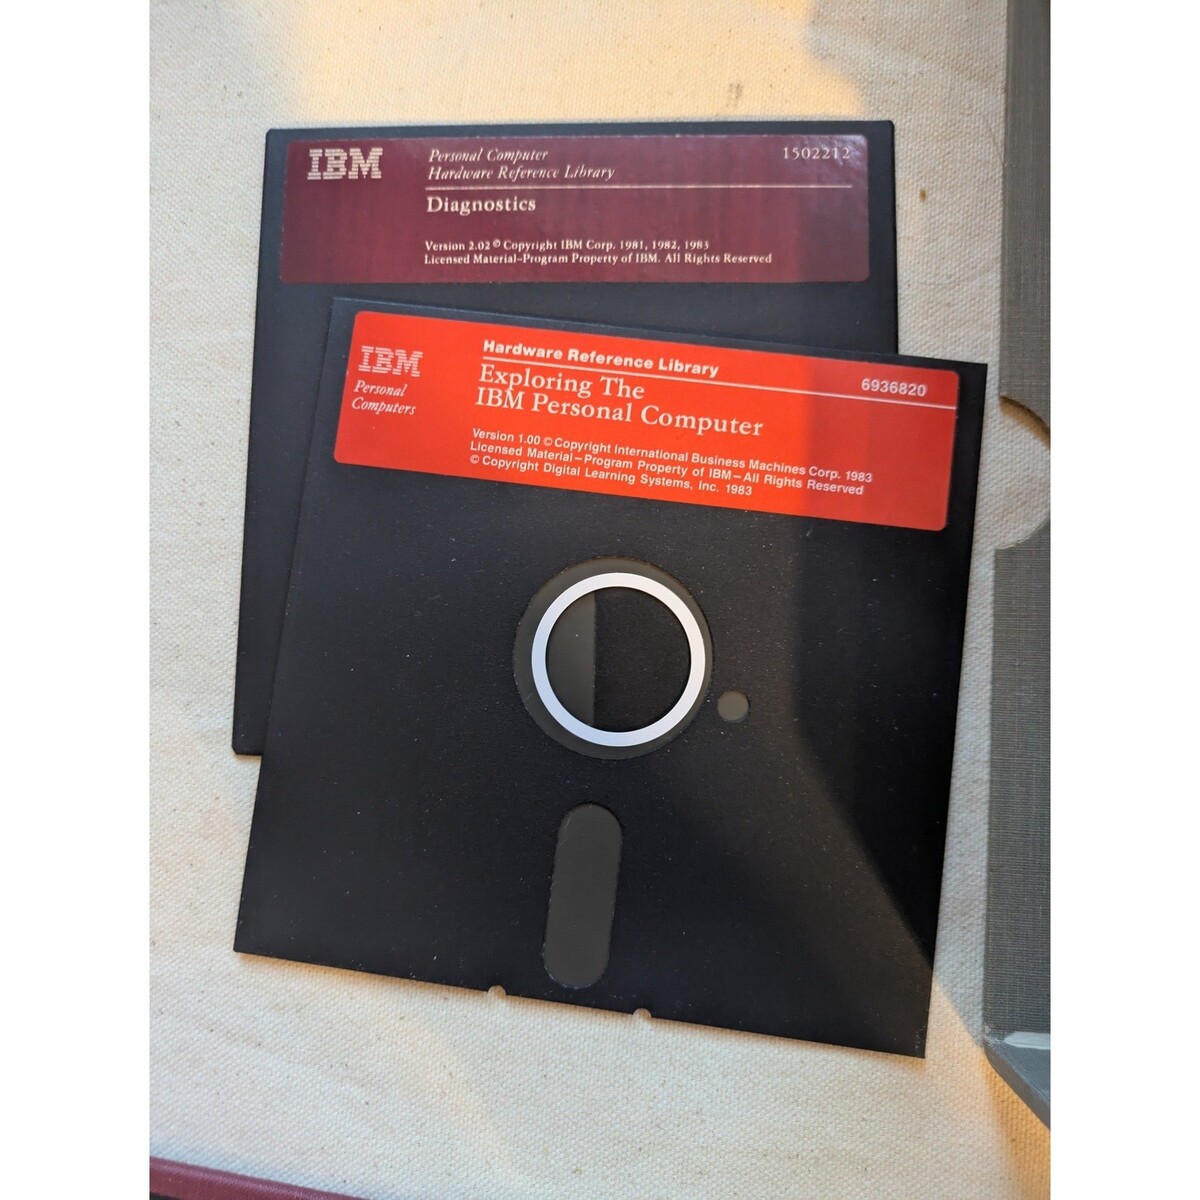 IBM
Personal Computer
Hardware Reference Library
1502212
Diagnostics
Version 2.02 © Copyright IBM Corp. 1981, 1982, 1983
Licensed Material–Program Property of IBM. All Rights Reserved
IBM
Personal
Computers
Hardware Reference Library
6936820
Exploring The
IBM Personal Computer
Version 1.00 © Copyright International Business Machines Corp. 1983
Licensed Material–Program Property of IBM–All Rights Reserved
© Copyright Digital Learning Systems, Inc. 1983